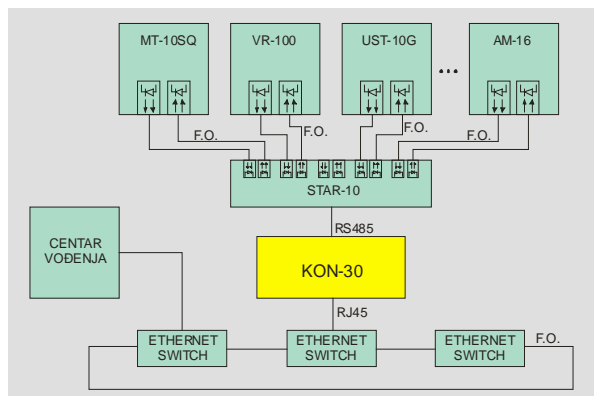 MT-10SQ
VR-100
UST-10G
...
AM-16
F.O.
F.O.
F.O.
F.O.
STAR-10
RS485
CENTAR
VOĐENJA
KON-30
RJ45
ETHERNET
SWITCH
ETHERNET
SWITCH
ETHERNET
SWITCH
F.O.